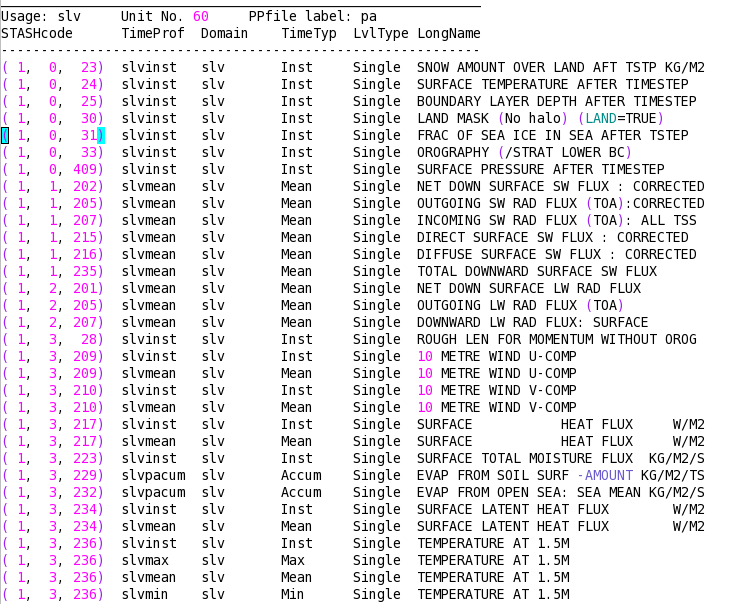 Usage: slv     Unit No. 60     PPfile label: pa
STASHcode      TimeProf  Domain    TimeTyp  LvlType LongName
------------------------------------------------------------
( 1,  0,  23)  slvinst   slv       Inst     Single  SNOW AMOUNT OVER LAND AFT TSTP KG/M2
( 1,  0,  24)  slvinst   slv       Inst     Single  SURFACE TEMPERATURE AFTER TIMESTEP
( 1,  0,  25)  slvinst   slv       Inst     Single  BOUNDARY LAYER DEPTH AFTER TIMESTEP
( 1,  0,  30)  slvinst   slv       Inst     Single  LAND MASK (No halo) (LAND=TRUE)
( 1,  0,  31)  slvinst   slv       Inst     Single  FRAC OF SEA ICE IN SEA AFTER TSTEP
( 1,  0,  33)  slvinst   slv       Inst     Single  OROGRAPHY (/STRAT LOWER BC)
( 1,  0, 409)  slvinst   slv       Inst     Single  SURFACE PRESSURE AFTER TIMESTEP
( 1,  1, 202)  slvmean   slv       Mean     Single  NET DOWN SURFACE SW FLUX : CORRECTED
( 1,  1, 205)  slvmean   slv       Mean     Single  OUTGOING SW RAD FLUX (TOA):CORRECTED
( 1,  1, 207)  slvmean   slv       Mean     Single  INCOMING SW RAD FLUX (TOA): ALL TSS
( 1,  1, 215)  slvmean   slv       Mean     Single  DIRECT SURFACE SW FLUX : CORRECTED
( 1,  1, 216)  slvmean   slv       Mean     Single  DIFFUSE SURFACE SW FLUX : CORRECTED
( 1,  1, 235)  slvmean   slv       Mean     Single  TOTAL DOWNWARD SURFACE SW FLUX
( 1,  2, 201)  slvmean   slv       Mean     Single  NET DOWN SURFACE LW RAD FLUX
( 1,  2, 205)  slvmean   slv       Mean     Single  OUTGOING LW RAD FLUX (TOA)
( 1,  2, 207)  slvmean   slv       Mean     Single  DOWNWARD LW RAD FLUX: SURFACE
( 1,  3,  28)  slvinst   slv       Inst     Single  ROUGH LEN FOR MOMENTUM WITHOUT OROG
( 1,  3, 209)  slvinst   slv       Inst     Single  10 METRE WIND U-COMP
( 1,  3, 209)  slvmean   slv       Mean     Single  10 METRE WIND U-COMP
( 1,  3, 210)  slvinst   slv       Inst     Single  10 METRE WIND V-COMP
( 1,  3, 210)  slvmean   slv       Mean     Single  10 METRE WIND V-COMP
( 1,  3, 217)  slvinst   slv       Inst     Single  SURFACE           HEAT FLUX     W/M2
( 1,  3, 217)  slvmean   slv       Mean     Single  SURFACE           HEAT FLUX     W/M2
( 1,  3, 223)  slvinst   slv       Inst     Single  SURFACE TOTAL MOISTURE FLUX  KG/M2/S
( 1,  3, 229)  slvpacum  slv       Accum    Single  EVAP FROM SOIL SURF -AMOUNT KG/M2/TS
( 1,  3, 232)  slvpacum  slv       Accum    Single  EVAP FROM OPEN SEA: SEA MEAN KG/M2/S
( 1,  3, 234)  slvinst   slv       Inst     Single  SURFACE LATENT HEAT FLUX        W/M2
( 1,  3, 234)  slvmean   slv       Mean     Single  SURFACE LATENT HEAT FLUX        W/M2
( 1,  3, 236)  slvinst   slv       Inst     Single  TEMPERATURE AT 1.5M
( 1,  3, 236)  slvmax    slv       Max      Single  TEMPERATURE AT 1.5M
( 1,  3, 236)  slvmean   slv       Mean     Single  TEMPERATURE AT 1.5M
( 1,  3, 236)  slvmin    slv       Min      Single  TEMPERATURE AT 1.5M